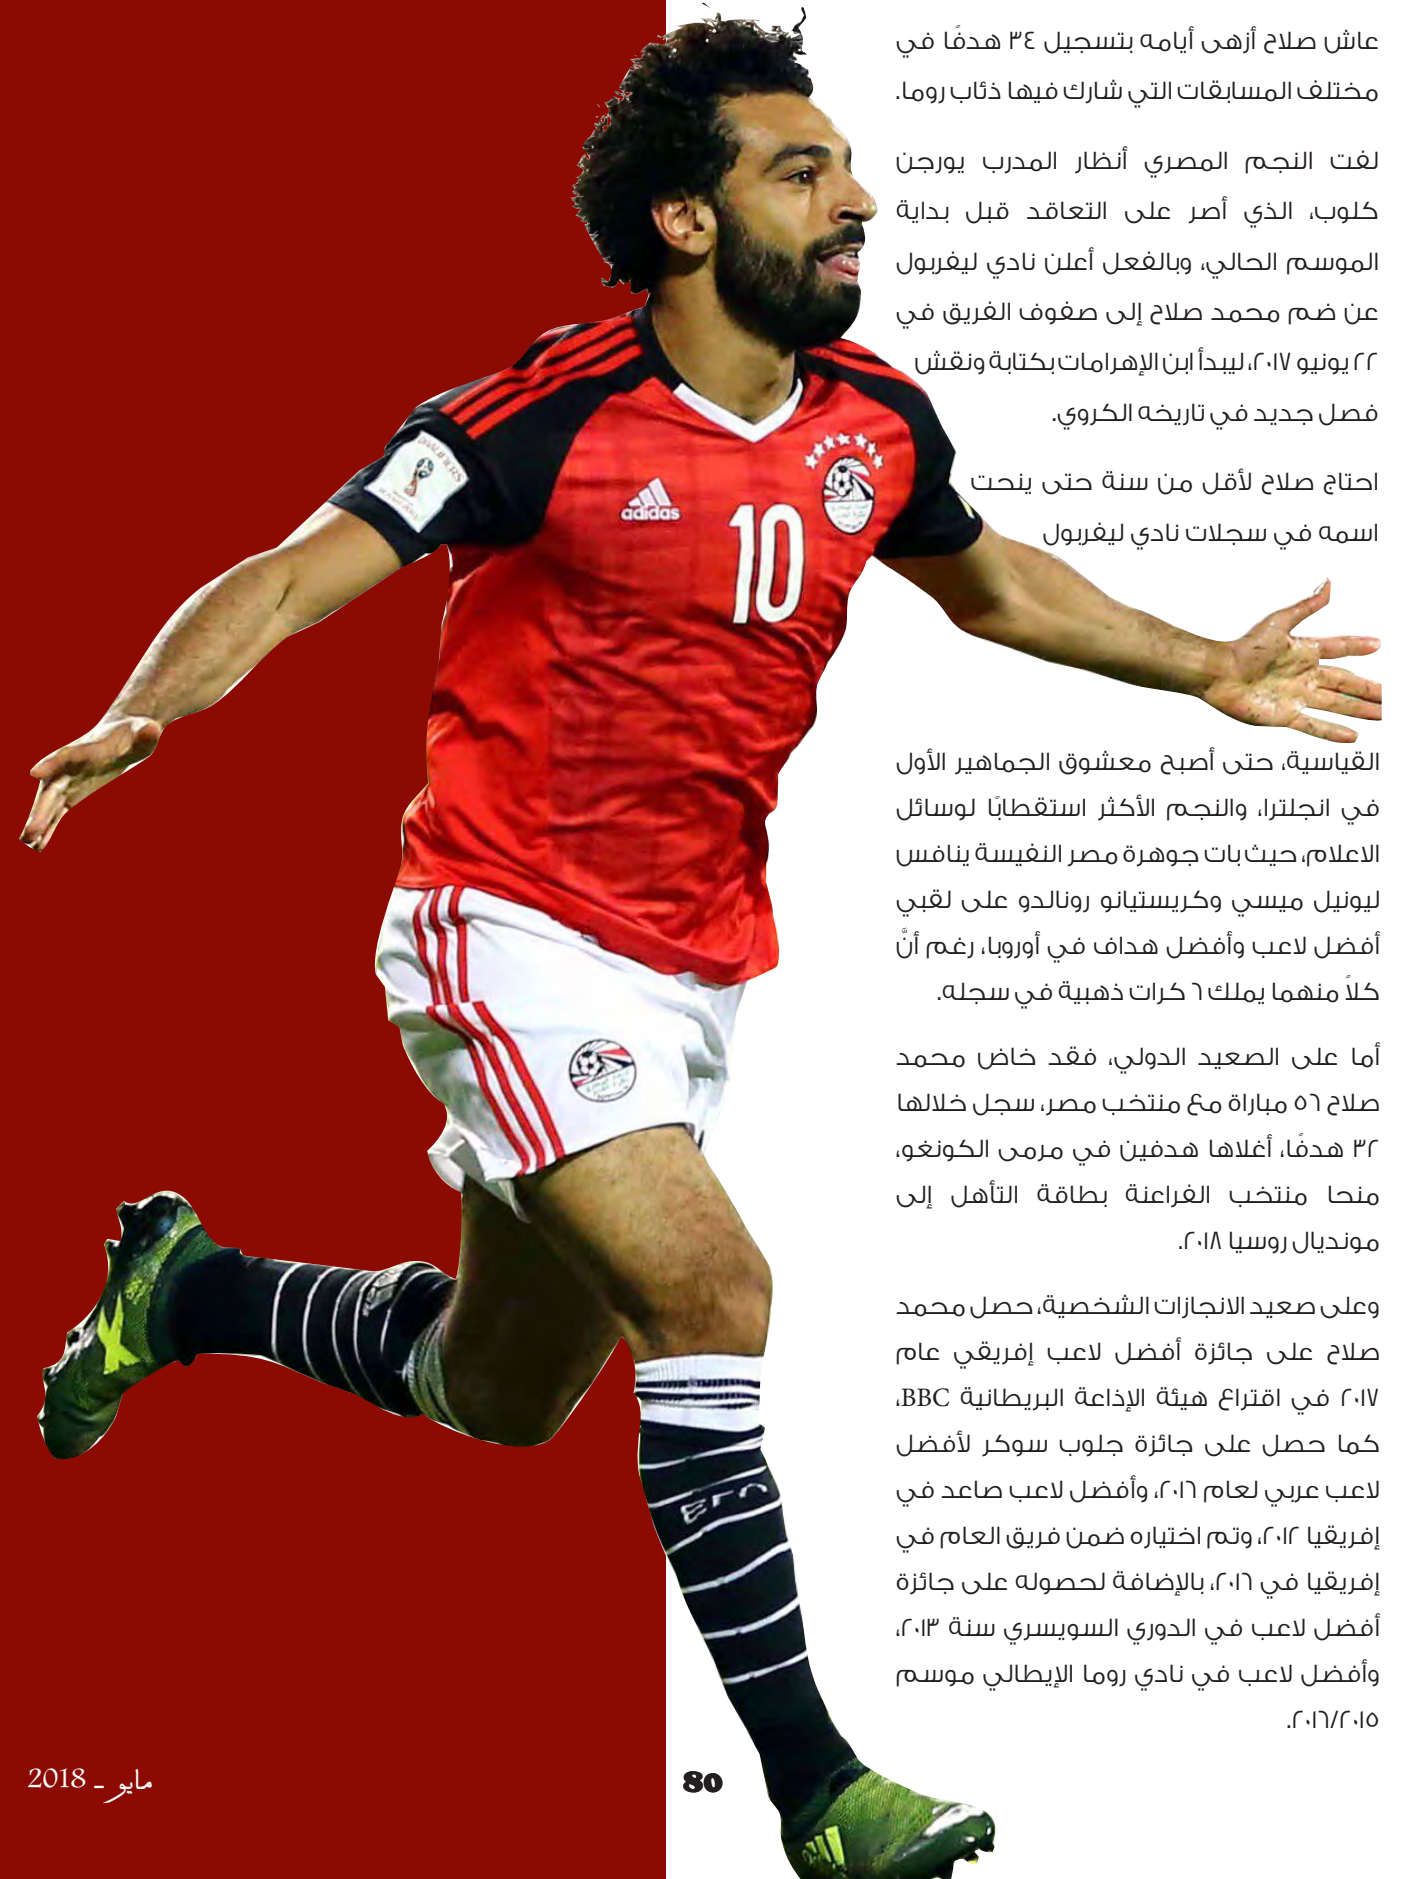 عاش صلاح أزهى أيامه بتسجيل ٣٤ هدفًا في
مختلف المسابقات التي شارك فيها ذئاب روما.
لفت النجم المصري أنظار المدرب يورجن
كلوب، الذي أصر على التعاقد قبل بداية
الموسم الحالي، وبالفعل أعلن نادي ليفربول
عن ضم محمد صلاح إلى صفوف الفريق في
٢٢ يونيو ٢٠١٧، ليبدأ ابن الإهرامات بكتابة ونقش
فصل جديد في تاريخه الكروي.
احتاج صلاح لأقل من سنة حتى ينحت
اسمه في سجلات نادي ليفربول
القياسية، حتى أصبح معشوق الجماهير الأول
في انجلترا، والنجم الأكثر استقطابًا لوسائل
الاعلام، حيث بات جوهرة مصر النفيسة ينافس
ليونيل ميسي وكريستيانو رونالدو على لقبي
أفضل لاعب وأفضل هداف في أوروبا، رغم أنَّ
كلاً منهما يملك ٦ كرات ذهبية في سجله.
أما على الصعيد الدولي، فقد خاض محمد
صلاح ٥٦ مباراة مع منتخب مصر، سجل خلالها
٣٢ هدفًا، أغلاها هدفين في مرمى الكونغو،
منحا منتخب الفراعنة بطاقة التأهل إلى
مونديال روسيا ٢٠١٨.
وعلى صعيد الانجازات الشخصية، حصل محمد
صلاح على جائزة أفضل لاعب إفريقي عام
٢٠١٧ في اقتراع هيئة الإذاعة البريطانية BBC،
كما حصل على جائزة جلوب سوكر لأفضل
لاعب عربي لعام ٢٠١٦، وأفضل لاعب صاعد في
إفريقيا ٢٠١٢، وتم اختياره ضمن فريق العام في
إفريقيا في ٢٠١٦، بالإضافة لحصوله على جائزة
أفضل لاعب في الدوري السويسري سنة ٢٠١٣،
وأفضل لاعب في نادي روما الإيطالي موسم
٢٠١٦/٢٠١٥.
QUALIFIERS
adidas
10
80
مايو - 2018